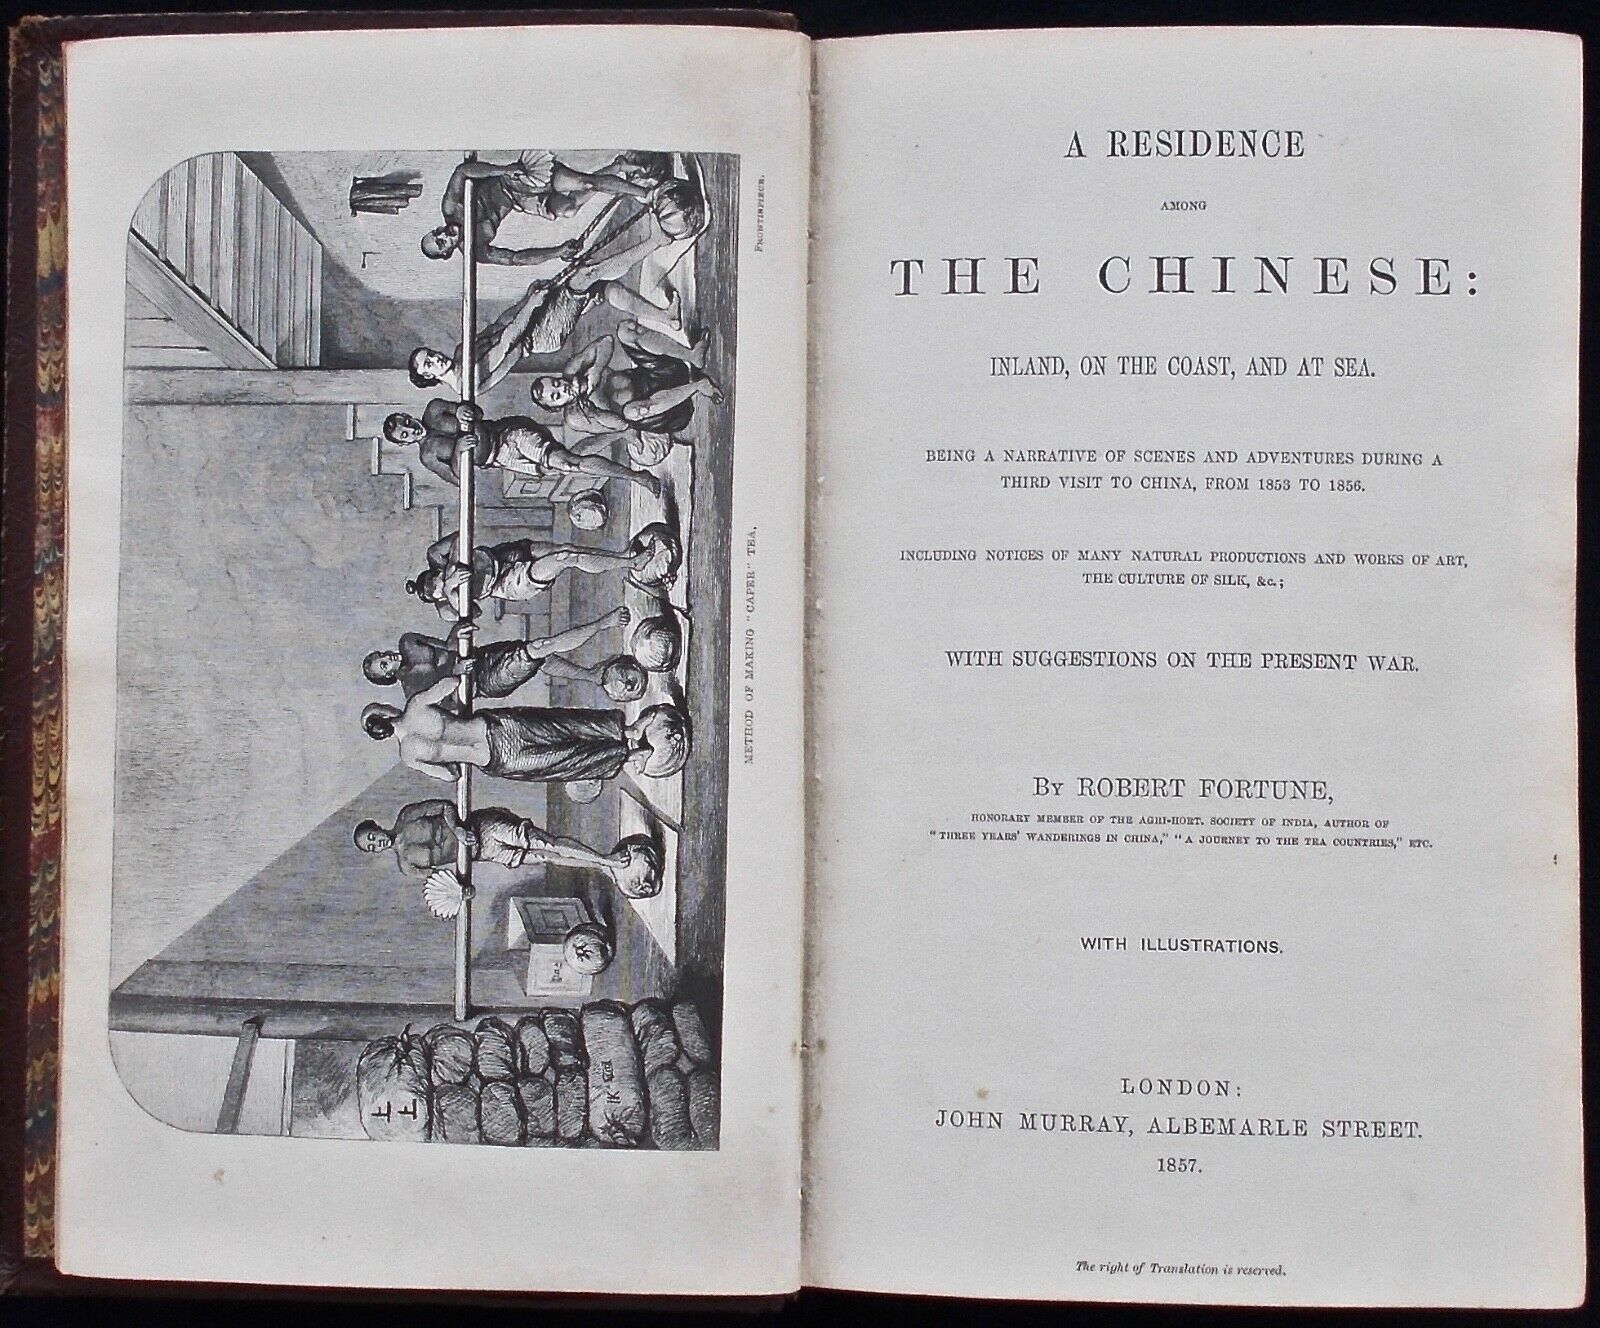 FRONTISPIECE.
METHOD OF MAKING "CAPER" TEA.
A RESIDENCE
AMONG
THE CHINESE:
INLAND, ON THE COAST, AND AT SEA.
BEING A NARRATIVE OF SCENES AND ADVENTURES DURING A
THIRD VISIT TO CHINA, FROM 1853 TO 1856.
INCLUDING NOTICES OF MANY NATURAL PRODUCTIONS AND WORKS OF ART,
THE CULTURE OF SILK, &c.;
WITH SUGGESTIONS ON THE PRESENT WAR.
BY ROBERT FORTUNE,
HONORARY MEMBER OF THE AGRI-HORT. SOCIETY OF INDIA, AUTHOR OF
"THREE YEARS' WANDERINGS IN CHINA," "A JOURNEY TO THE TEA COUNTRIES," ETC.
WITH ILLUSTRATIONS.
LONDON:
JOHN MURRAY, ALBEMARLE STREET.
1857.
The right of Translation is reserved.